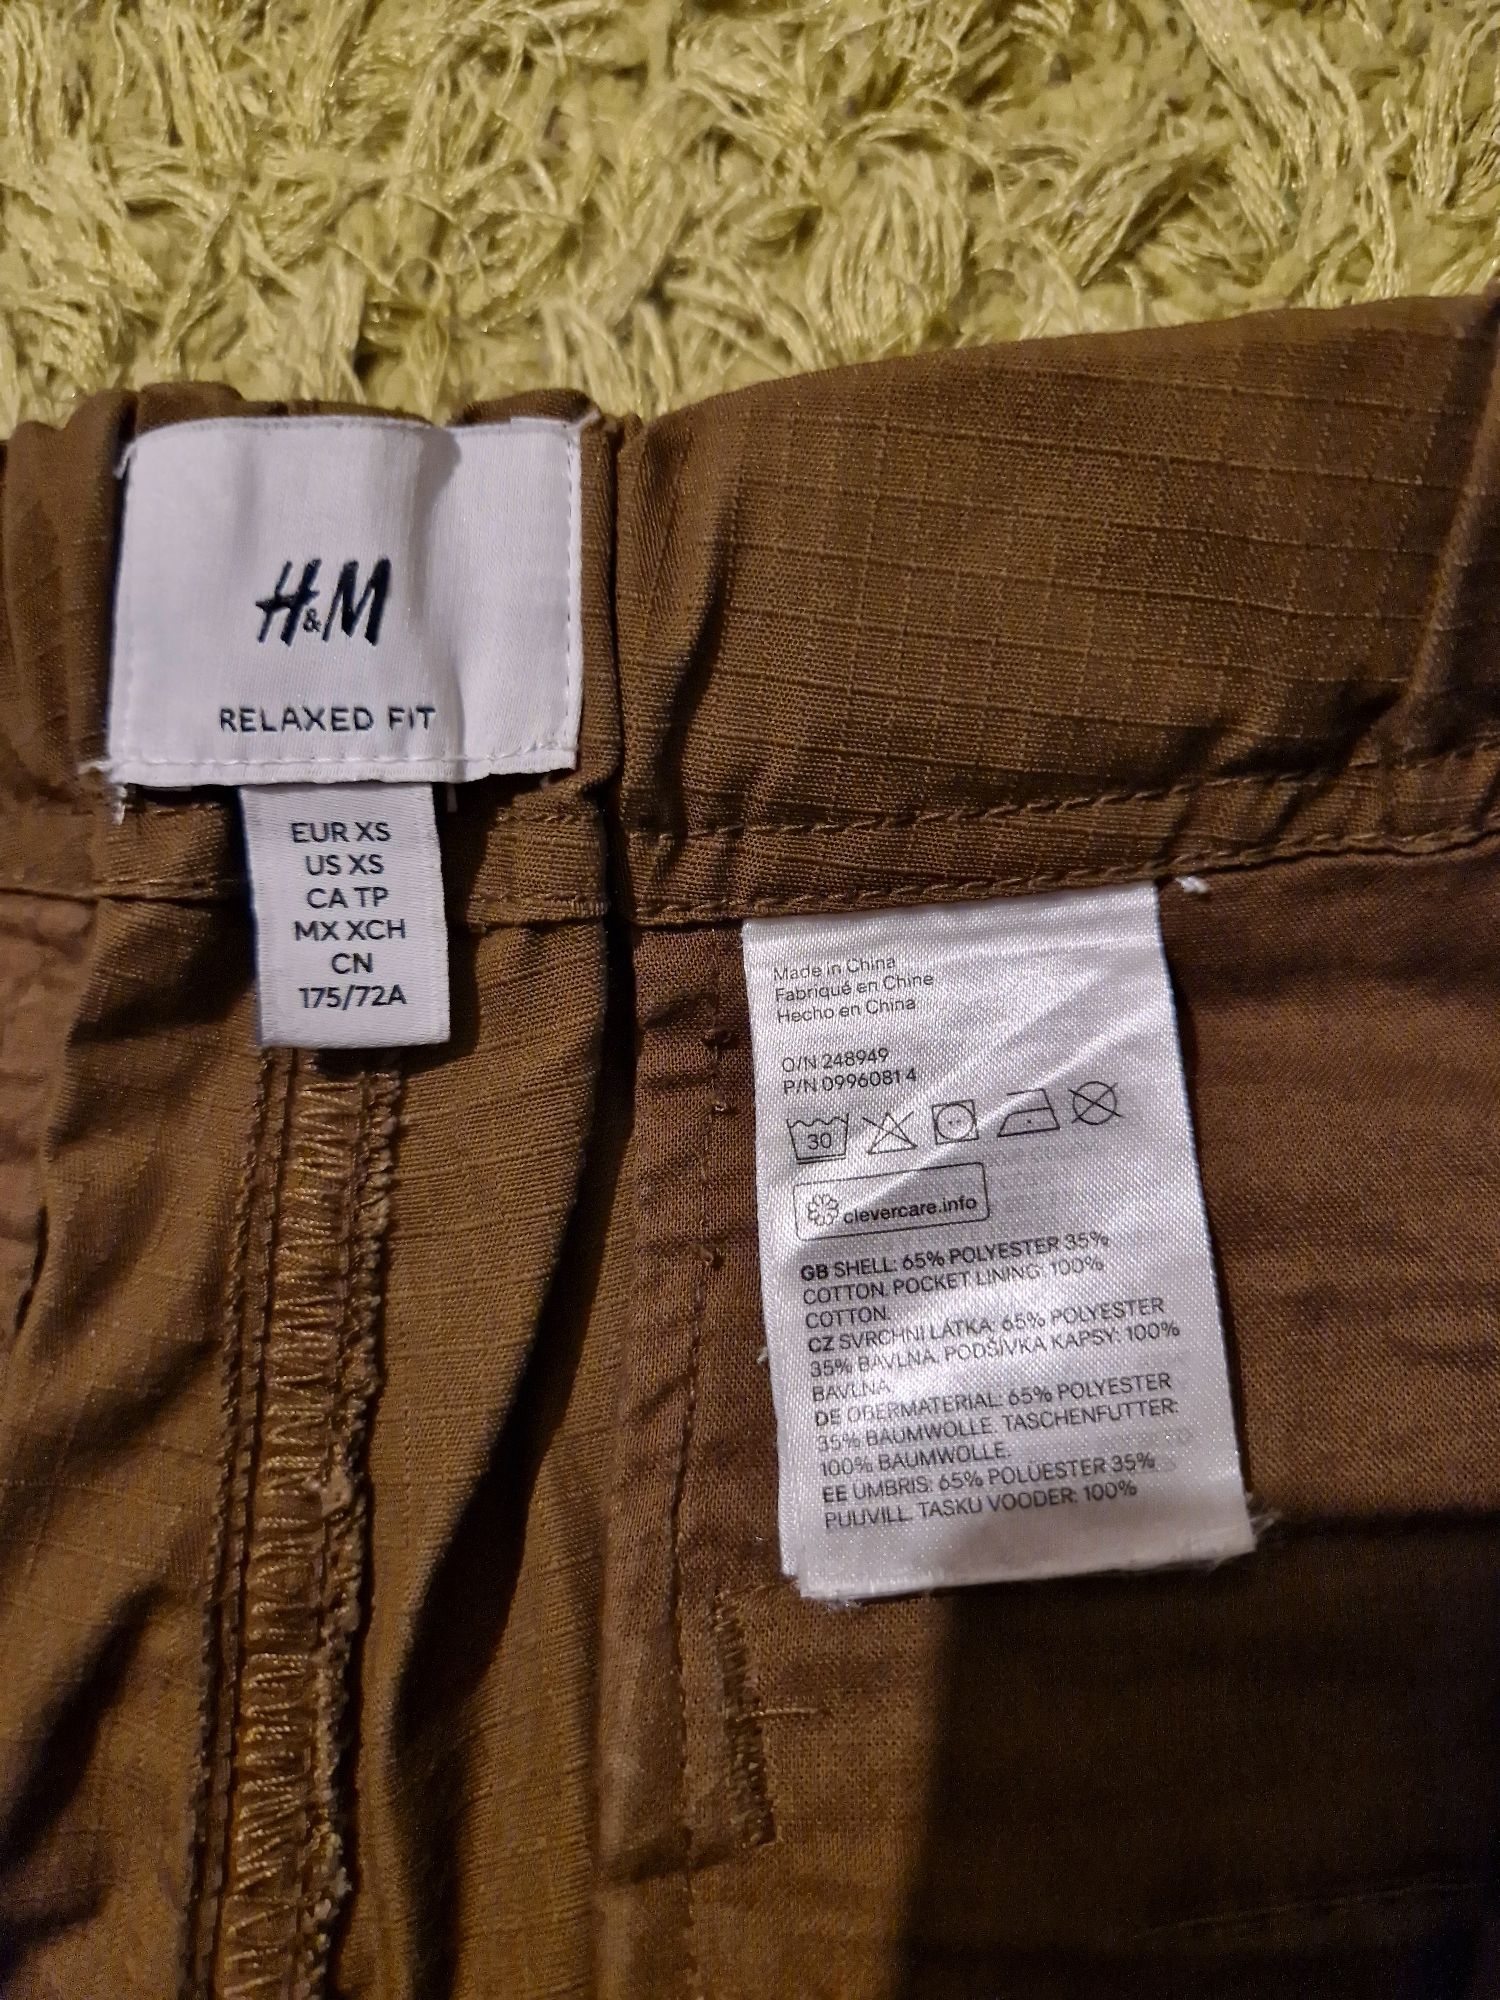 H&M
RELAXED FIT
EUR XS
US XS
CA TP
MX XCH
CN
175/72A
Made in China
Fabriqué en Chine
Hecho en China
O/N 248949
P/N 0996081 4
30
clevercare.info
GB SHELL: 65% POLYESTER 35%
COTTON. POCKET LINING: 100%
COTTON.
CZ SVRCHNI LÁTKA: 65% POLYESTER
35% BAVLNA. PODŠÍVKA KAPSY: 100%
BAVLNA.
DE OBERMATERIAL: 65% POLYESTER
35% BAUMWOLLE. TASCHENFUTTER:
100% BAUMWOLLE.
EE UMBRIS: 65% POLÜESTER 35%
PUUVILL. TASKU VOODER: 100%